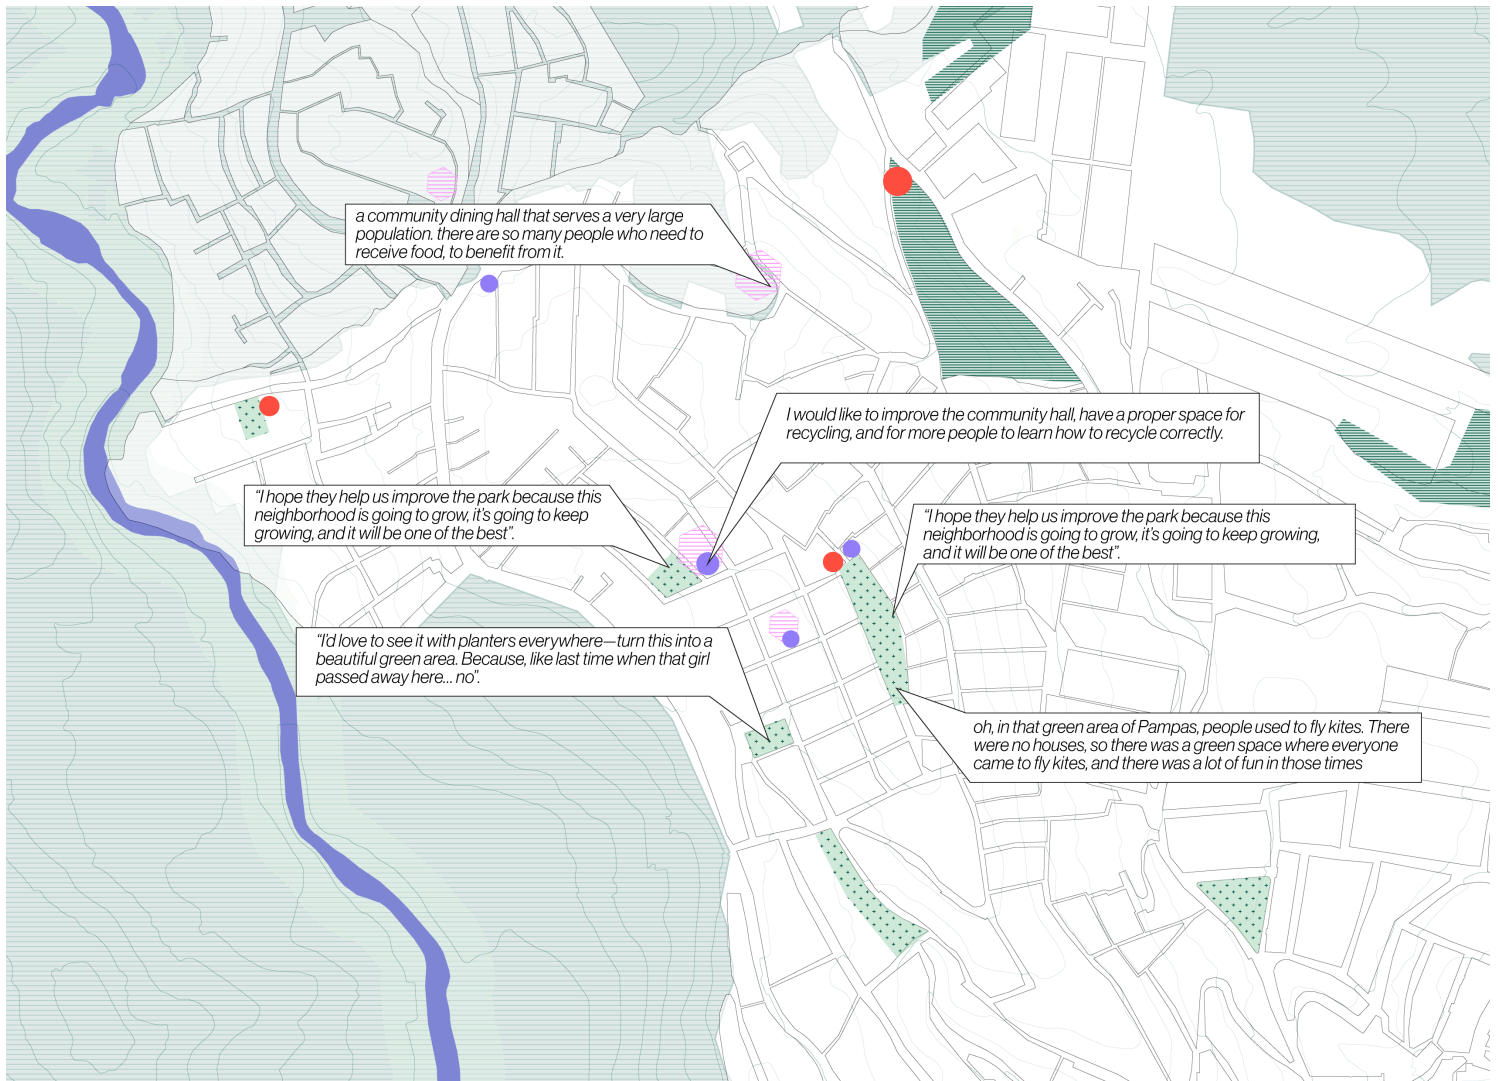 a community dining hall that serves a very large
population. there are so many people who need to
receive food, to benefit from it.
I would like to improve the community hall, have a proper space for
recycling, and for more people to learn how to recycle correctly.
“I hope they help us improve the park because this
neighborhood is going to grow, it’s going to keep
growing, and it will be one of the best”.
“I hope they help us improve the park because this
neighborhood is going to grow, it’s going to keep growing,
and it will be one of the best”.
“I’d love to see it with planters everywhere—turn this into a
beautiful green area. Because, like last time when that girl
passed away here... no”.
oh, in that green area of Pampas, people used to fly kites. There
were no houses, so there was a green space where everyone
came to fly kites, and there was a lot of fun in those times